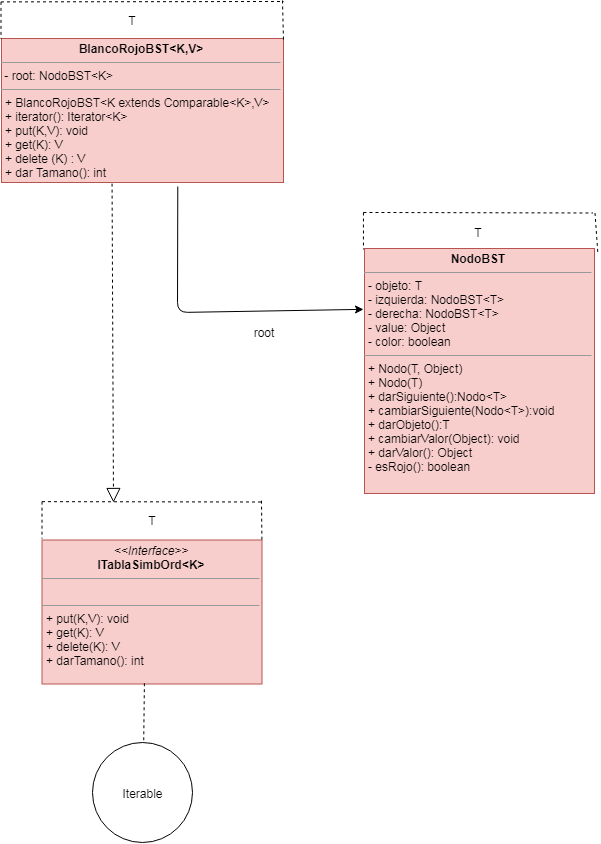 T
BlancoRojoBST<K,V>
- root: NodoBST<K>
+ BlancoRojoBST<K extends Comparable<K>,V>
+ iterator(): Iterator<K>
+ put(K,V): void
+ get(K): V
+ delete (K) : V
+ dar Tamano(): int
root
T
NodoBST
- objeto: T
- izquierda: NodoBST<T>
- derecha: NodoBST<T>
- value: Object
- color: boolean
+ Nodo(T, Object)
+ Nodo(T)
+ darSiguiente():Nodo<T>
+ cambiarSiguiente(Nodo<T>):void
+ darObjeto():T
+ cambiarValor(Object): void
+ darValor(): Object
- esRojo(): boolean
T
<<Interface>>
ITablaSimbOrd<K>
+ put(K,V): void
+ get(K): V
+ delete(K): V
+ darTamano(): int
Iterable